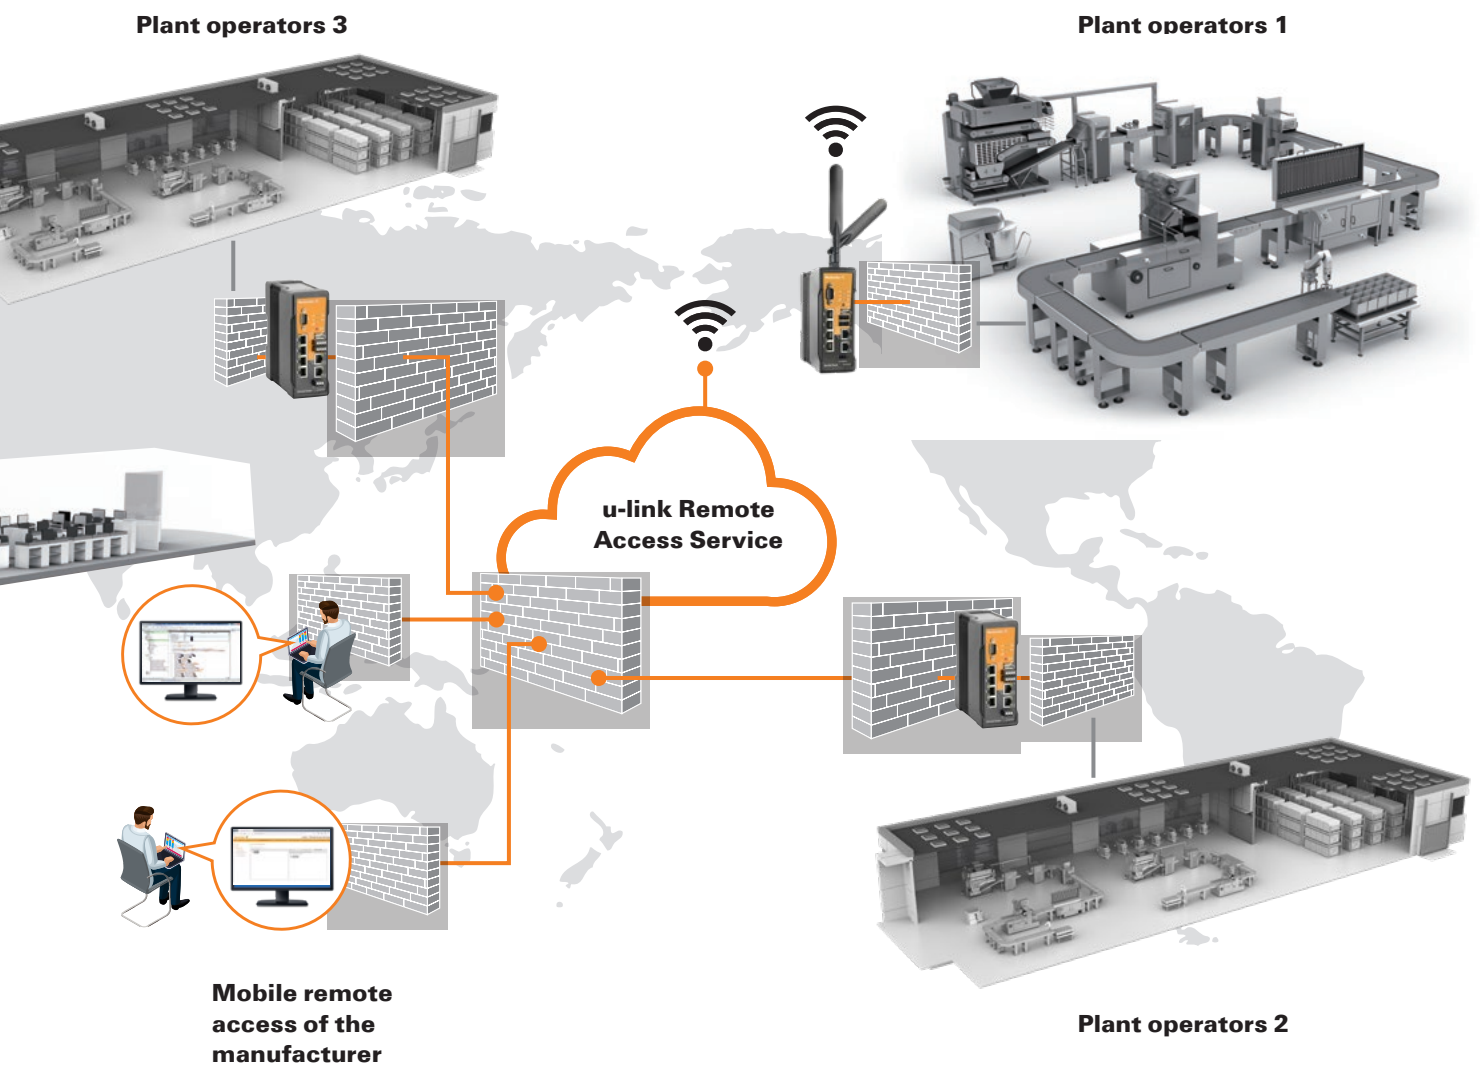 Plant operators 3
Plant operators 1
u-link Remote
Access Service
Mobile remote
access of the
manufacturer
Plant operators 2